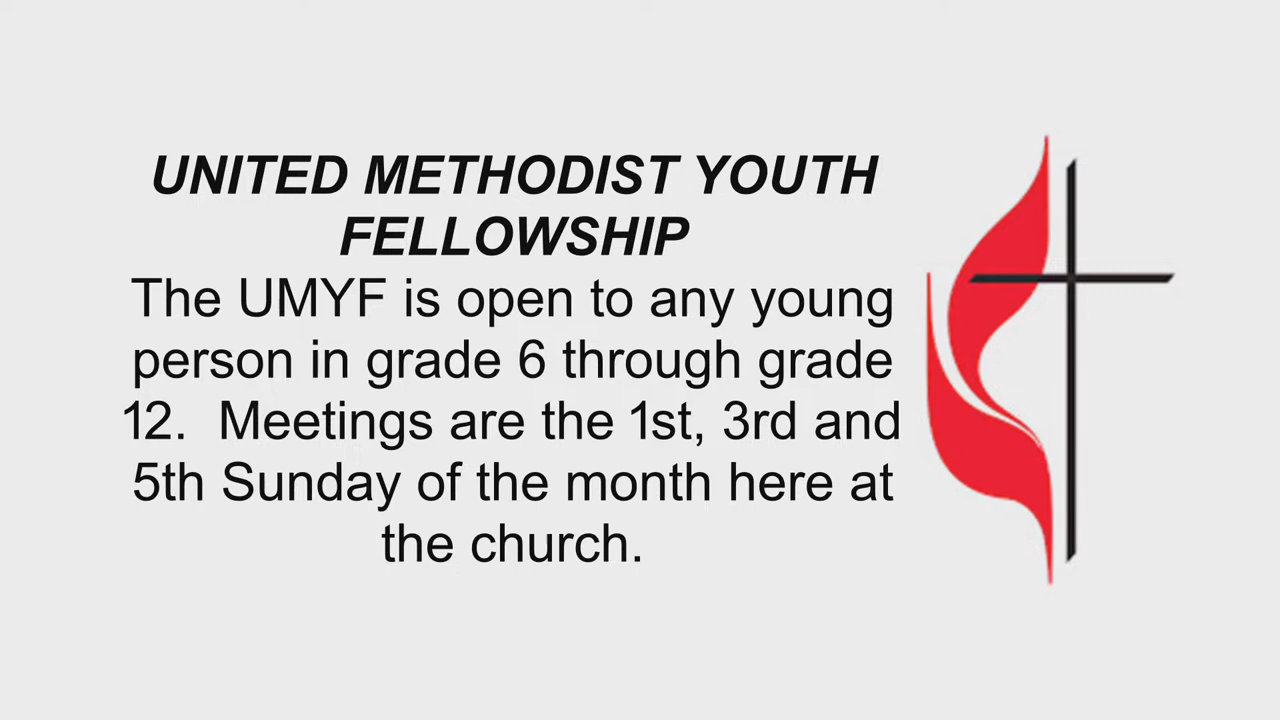 UNITED METHODIST YOUTH
FELLOWSHIP
The UMYF is open to any young
person in grade 6 through grade
12.  Meetings are the 1st, 3rd and
5th Sunday of the month here at
the church.